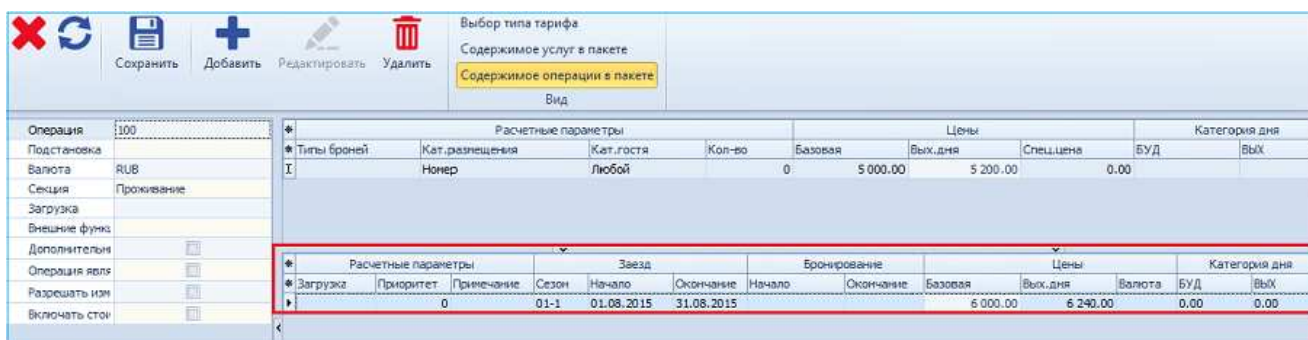 Выбор типа тарифа
Содержимое услуг в пакете
Содержимое операции в пакете
Вид
Сохранить Добавить Редактировать Удалить
Операция 100
Подстановка
Валюта RUB
Секция Проживание
Загрузка
Внешние функц
Дополнительн
Операция явля
Разрешать изм
Включать стои
Расчетные параметры Цены Категория дня
Типы броней Кат.размещения Кат.гостя Кол-во Базовая Вых.дня Спец.цена БУД ВЫХ
Номер Любой 0 5 000.00 5 200.00 0.00
Расчетные параметры Заезд Бронирование Цены Категория дня
Загрузка Приоритет Примечание Сезон Начало Окончание Начало Окончание Базовая Вых.дня Валюта БУД ВЫХ
0 01-1 01.08.2015 31.08.2015 6 000.00 6 240.00 0.00 0.00